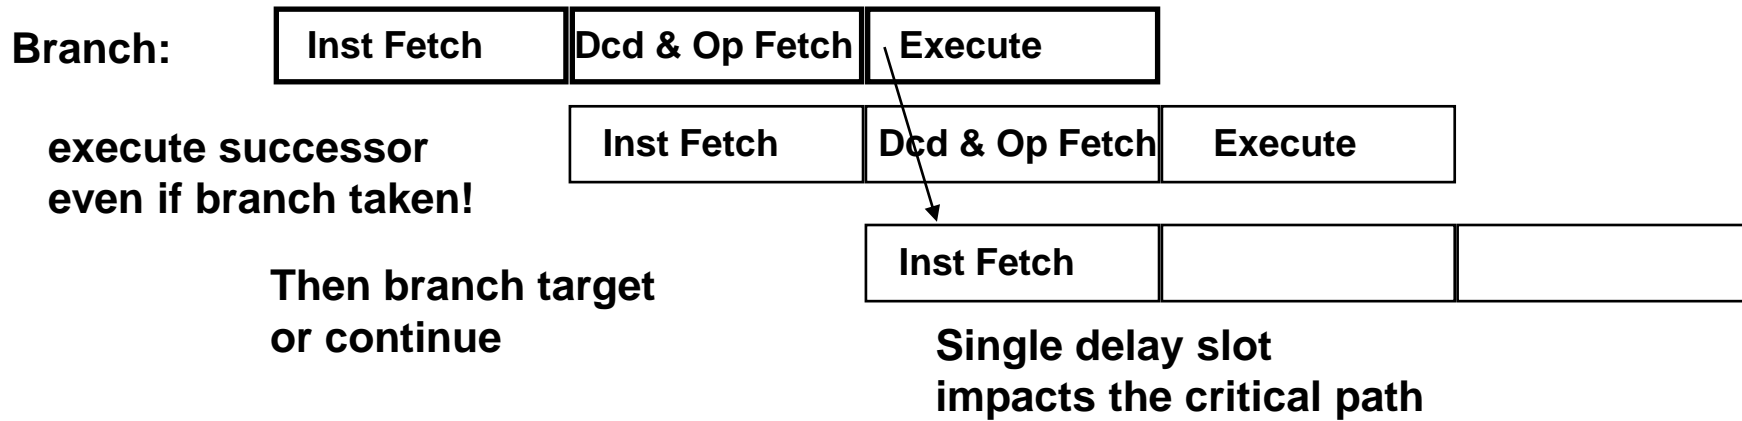 Branch: Inst Fetch Dcd & Op Fetch Execute
Inst Fetch Dcd & Op Fetch Execute
execute successor
even if branch taken!
Inst Fetch
Then branch target
or continue
Single delay slot
impacts the critical path